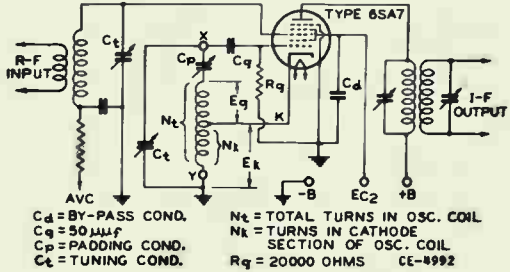 TYPE 6SA7
R-F
INPUT
Ct
X
Cp
Cq
Rq
Cd
Nt
Eq
K
Nk
Ek
Ct
Y
I-F
OUTPUT
AVC
-B
EC2
+B
Cd = BY-PASS COND.
Cq = 50 μμf
Cp = PADDING COND.
Ct = TUNING COND.
Nt = TOTAL TURNS IN OSC. COIL
Nk = TURNS IN CATHODE
SECTION OF OSC. COIL
Rq = 20000 OHMS
CE-4992